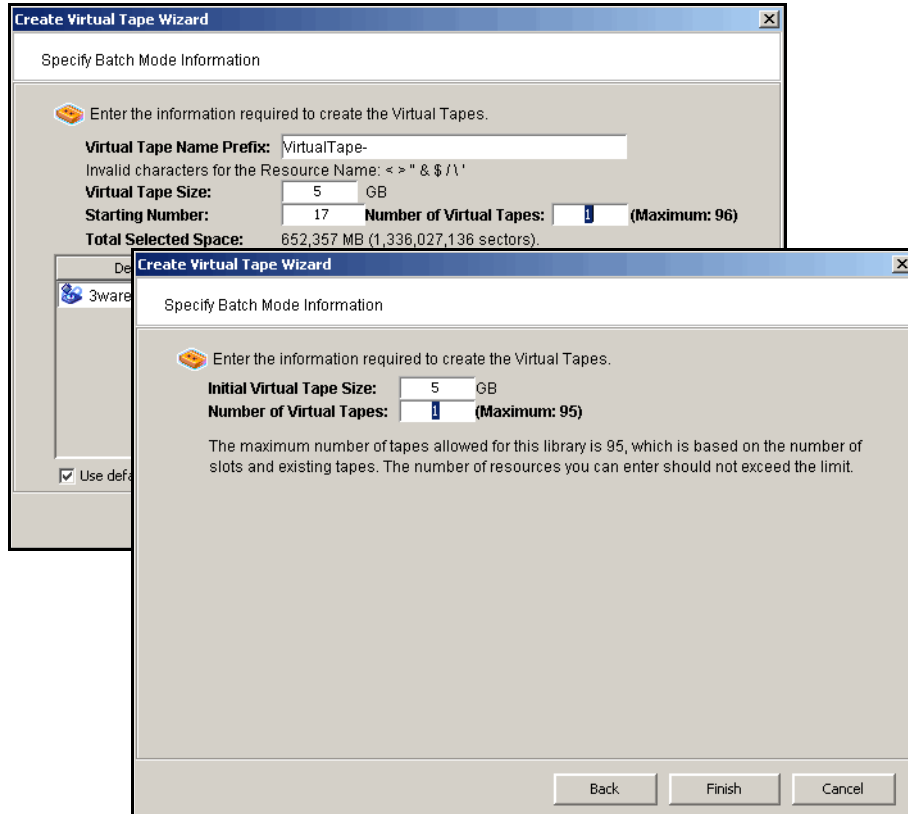 Create Virtual Tape Wizard
Specify Batch Mode Information
Enter the information required to create the Virtual Tapes.
Virtual Tape Name Prefix: VirtualTape-
Invalid characters for the Resource Name: < > " & $ / \ '
Virtual Tape Size: 5 GB
Starting Number: 17 Number of Virtual Tapes: 1 (Maximum: 96)
Total Selected Space: 652,357 MB (1,336,027,136 sectors).
De
3ware
Use defa
Create Virtual Tape Wizard
Specify Batch Mode Information
Enter the information required to create the Virtual Tapes.
Initial Virtual Tape Size: 5 GB
Number of Virtual Tapes: 1 (Maximum: 95)
The maximum number of tapes allowed for this library is 95, which is based on the number of
slots and existing tapes. The number of resources you can enter should not exceed the limit.
Back Finish Cancel